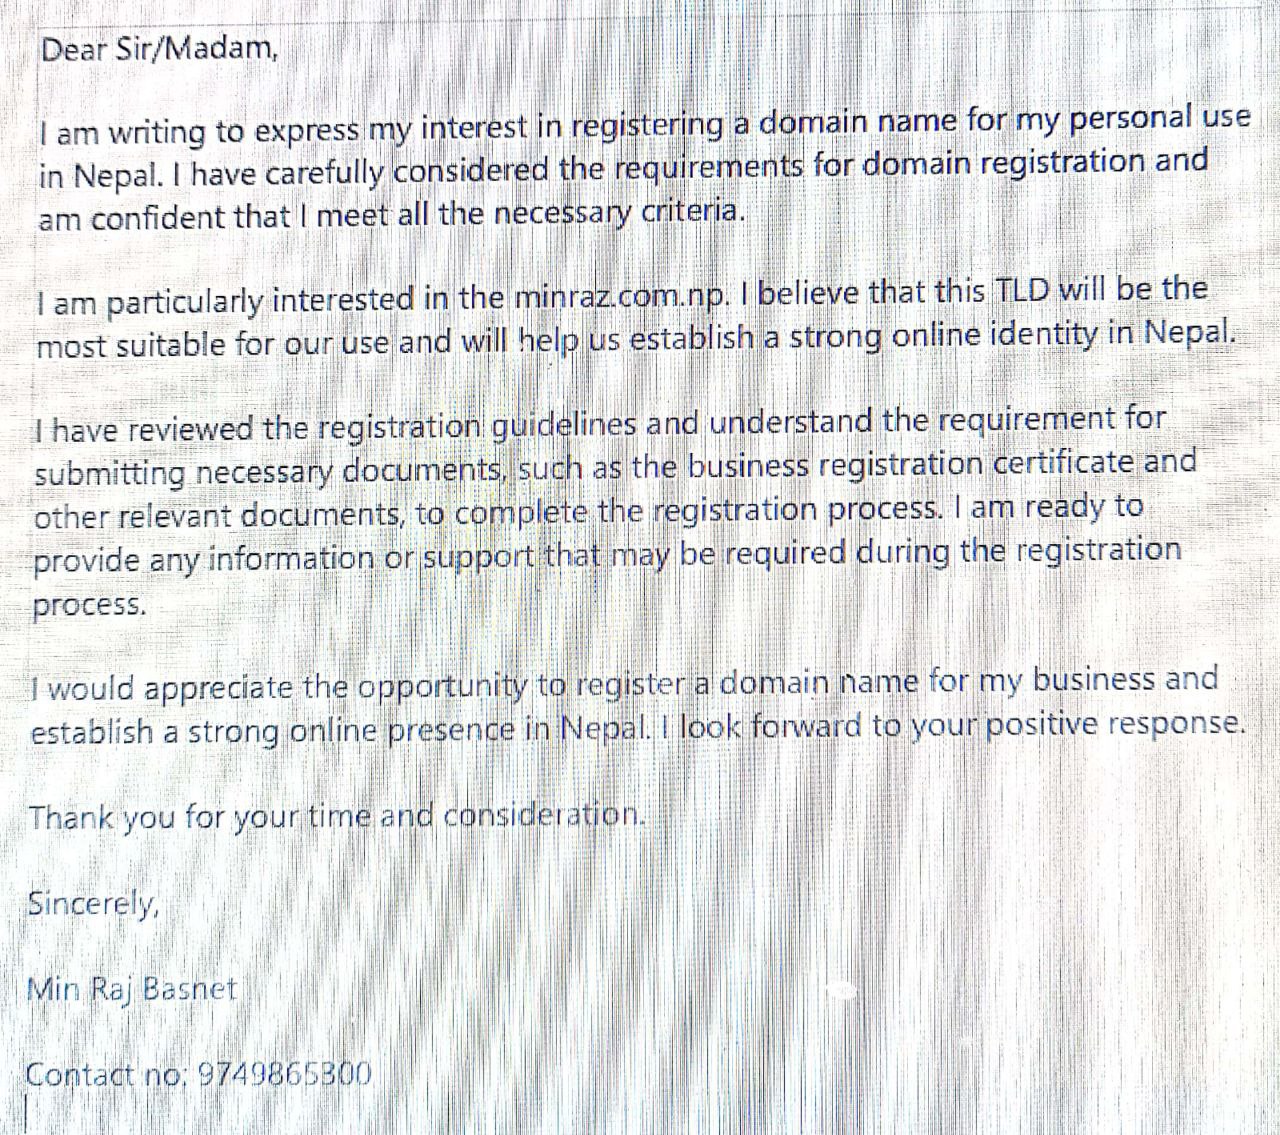 Dear Sir/Madam,
I am writing to express my interest in registering a domain name for my personal use
in Nepal. I have carefully considered the requirements for domain registration and
am confident that I meet all the necessary criteria.
I am particularly interested in the minraz.com.np. I believe that this TLD will be the
most suitable for our use and will help us establish a strong online identity in Nepal.
I have reviewed the registration guidelines and understand the requirement for
submitting necessary documents, such as the business registration certificate and
other relevant documents, to complete the registration process. I am ready to
provide any information or support that may be required during the registration
process.
I would appreciate the opportunity to register a domain name for my business and
establish a strong online presence in Nepal. I look forward to your positive response.
Thank you for your time and consideration.
Sincerely,
Min Raj Basnet
Contact no: 9749865300